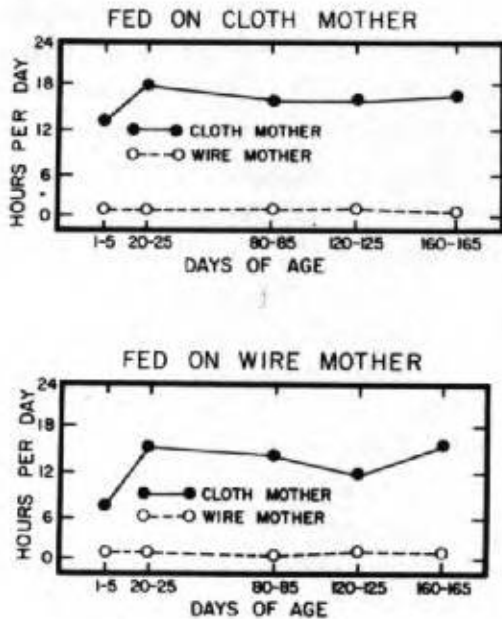 FED ON CLOTH MOTHER
24
18
12
6
0
HOURS PER DAY
CLOTH MOTHER
WIRE MOTHER
1-5 20-25 80-85 120-125 160-165
DAYS OF AGE
FED ON WIRE MOTHER
24
18
12
6
0
HOURS PER DAY
CLOTH MOTHER
WIRE MOTHER
1-5 20-25 80-85 120-125 160-165
DAYS OF AGE